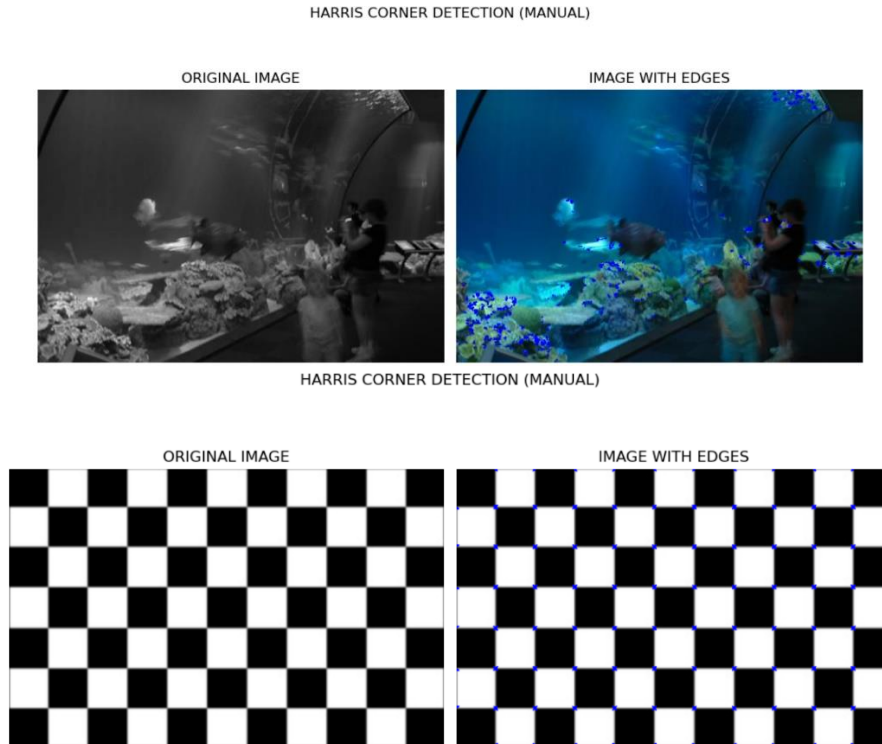 HARRIS CORNER DETECTION (MANUAL)
ORIGINAL IMAGE
IMAGE WITH EDGES
HARRIS CORNER DETECTION (MANUAL)
ORIGINAL IMAGE
IMAGE WITH EDGES